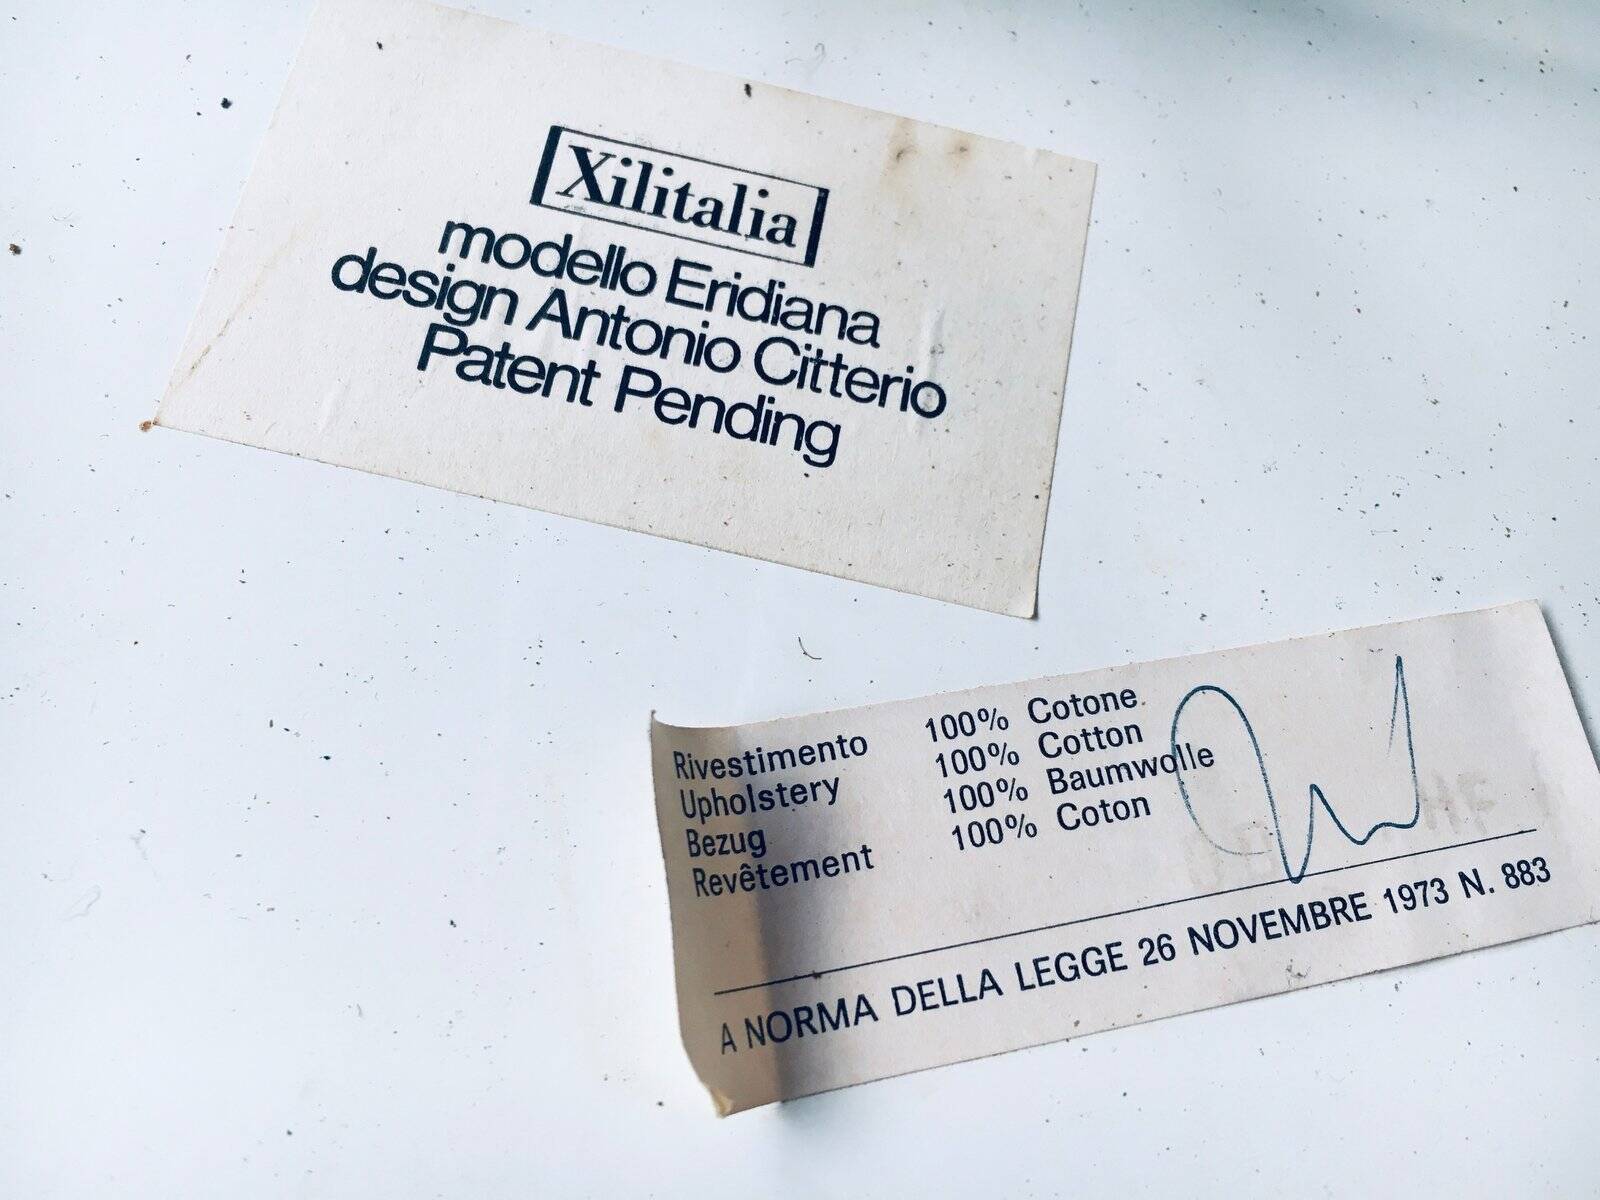 Xilitalia
modello Eridiana
design Antonio Citterio
Patent Pending
Rivestimento 100% Cotone
Upholstery 100% Cotton
Bezug 100% Baumwolle
Revêtement 100% Coton
A NORMA DELLA LEGGE 26 NOVEMBRE 1973 N. 883